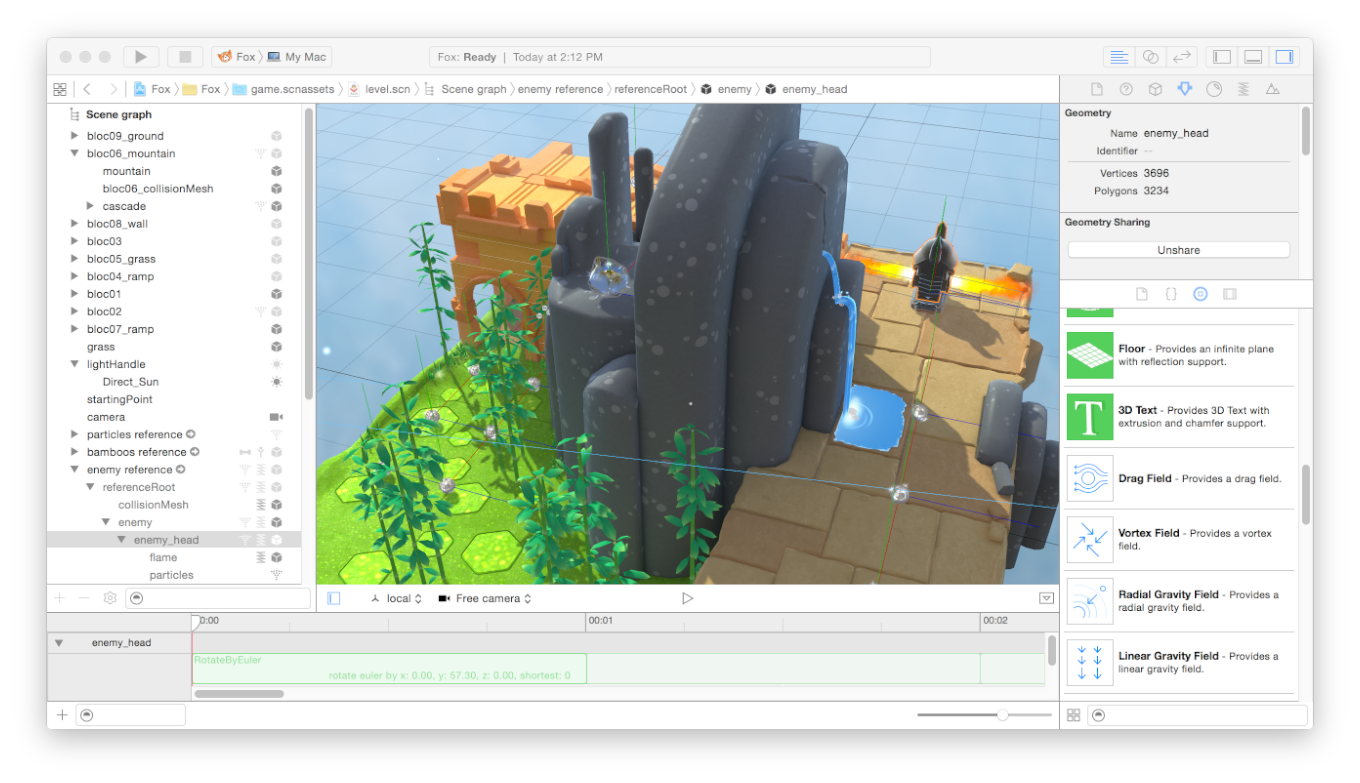 Fox 〉 My Mac
Fox: Ready | Today at 2:12 PM
Fox 〉 Fox 〉 game.scnassets 〉 level.scn 〉 Scene graph 〉 enemy reference 〉 referenceRoot 〉 enemy 〉 enemy_head
Scene graph
bloc09_ground
bloc06_mountain
mountain
bloc06_collisionMesh
cascade
bloc08_wall
bloc03
bloc05_grass
bloc04_ramp
bloc01
bloc02
bloc07_ramp
grass
lightHandle
Direct_Sun
startingPoint
camera
particles reference
bamboos reference
enemy reference
referenceRoot
collisionMesh
enemy
enemy_head
flame
particles
local
Free camera
0:00
00:01
00:02
enemy_head
RotateByEuler
rotate euler by x: 0.00, y: 57.30, z: 0.00, shortest: 0
Geometry
Name enemy_head
Identifier --
Vertices 3696
Polygons 3234
Geometry Sharing
Unshare
{}
Floor - Provides an infinite plane
with reflection support.
T
3D Text - Provides 3D Text with
extrusion and chamfer support.
Drag Field - Provides a drag field.
Vortex Field - Provides a vortex
field.
Radial Gravity Field - Provides a
radial gravity field.
Linear Gravity Field - Provides a
linear gravity field.